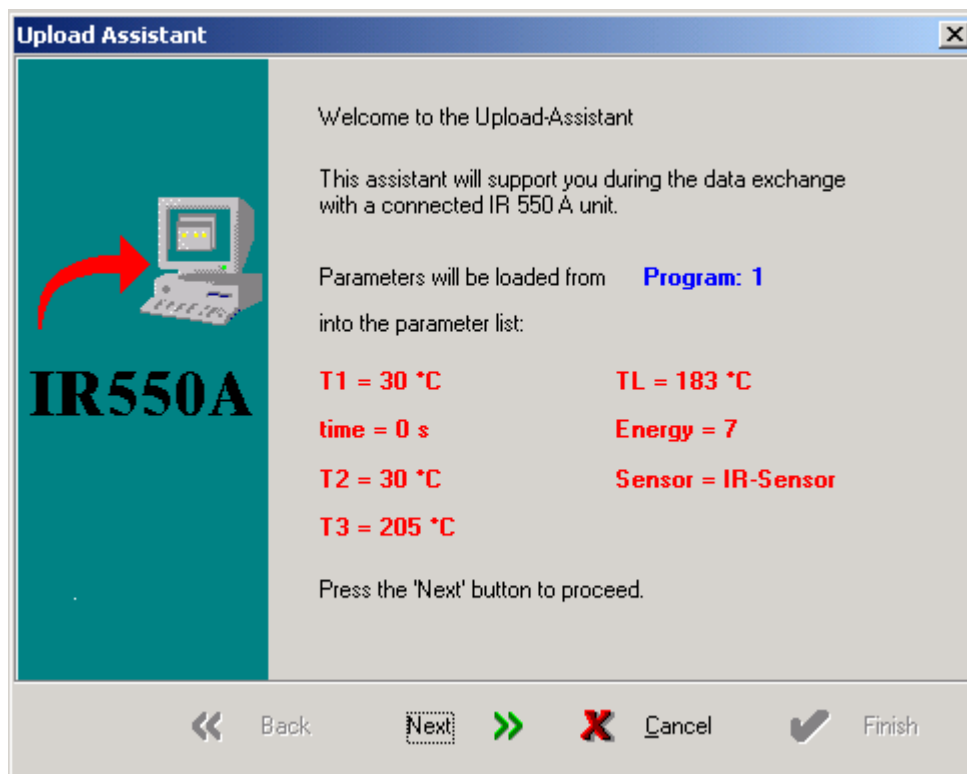 Upload Assistant
Welcome to the Upload-Assistant
This assistant will support you during the data exchange
with a connected IR 550 A unit.
Parameters will be loaded from Program: 1
into the parameter list:
IR550A
T1 = 30 °C TL = 183 °C
time = 0 s Energy = 7
T2 = 30 °C Sensor = IR-Sensor
T3 = 205 °C
Press the 'Next' button to proceed.
Back Next Cancel Finish